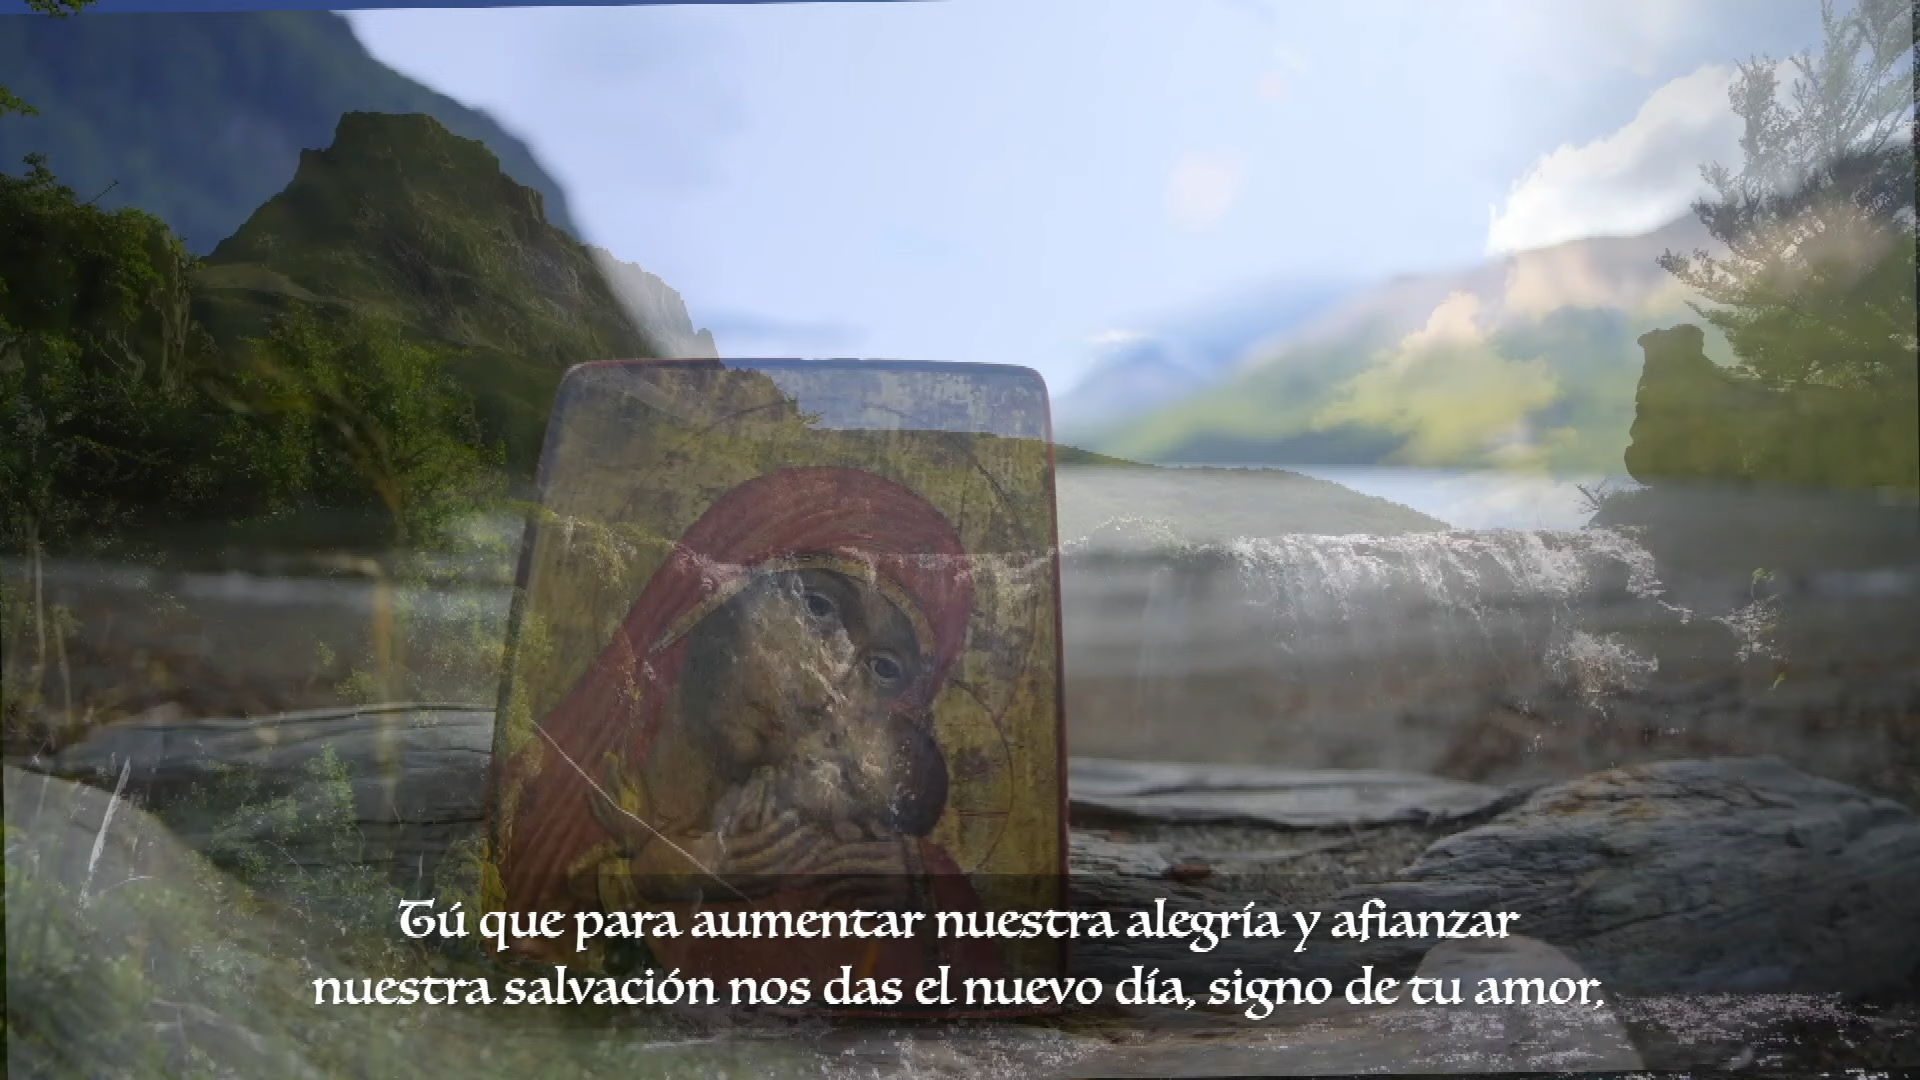 Tú que para aumentar nuestra alegría y afianzar
nuestra salvación nos das el nuevo día, signo de tu amor,